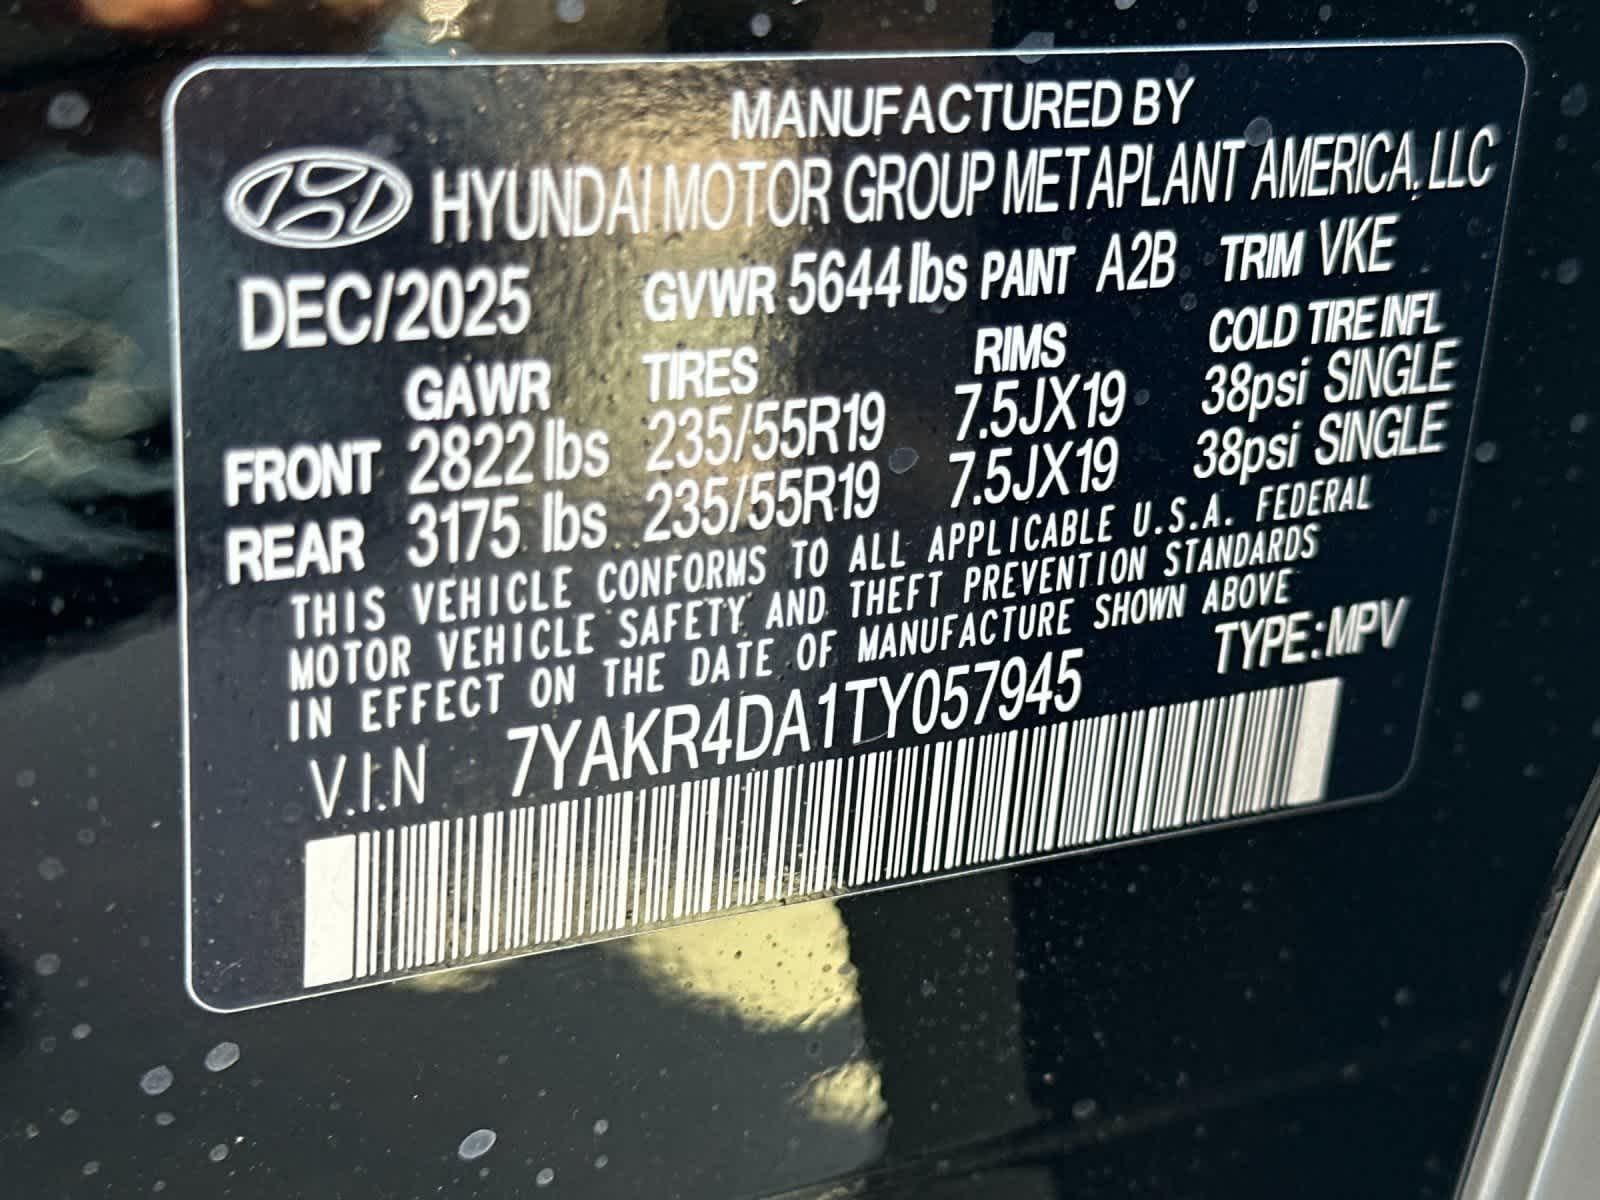 MANUFACTURED BY
HYUNDAI MOTOR GROUP METAPLANT AMERICA, LLC
DEC/2025 GVWR 5644 lbs PAINT A2B TRIM VKE
GAWR TIRES RIMS COLD TIRE INFL
FRONT 2822 lbs 235/55R19 7.5JX19 38psi SINGLE
REAR 3175 lbs 235/55R19 7.5JX19 38psi SINGLE
THIS VEHICLE CONFORMS TO ALL APPLICABLE U.S.A. FEDERAL
MOTOR VEHICLE SAFETY AND THEFT PREVENTION STANDARDS
IN EFFECT ON THE DATE OF MANUFACTURE SHOWN ABOVE
V.I.N 7YAKR4DA1TY057945 TYPE:MPV